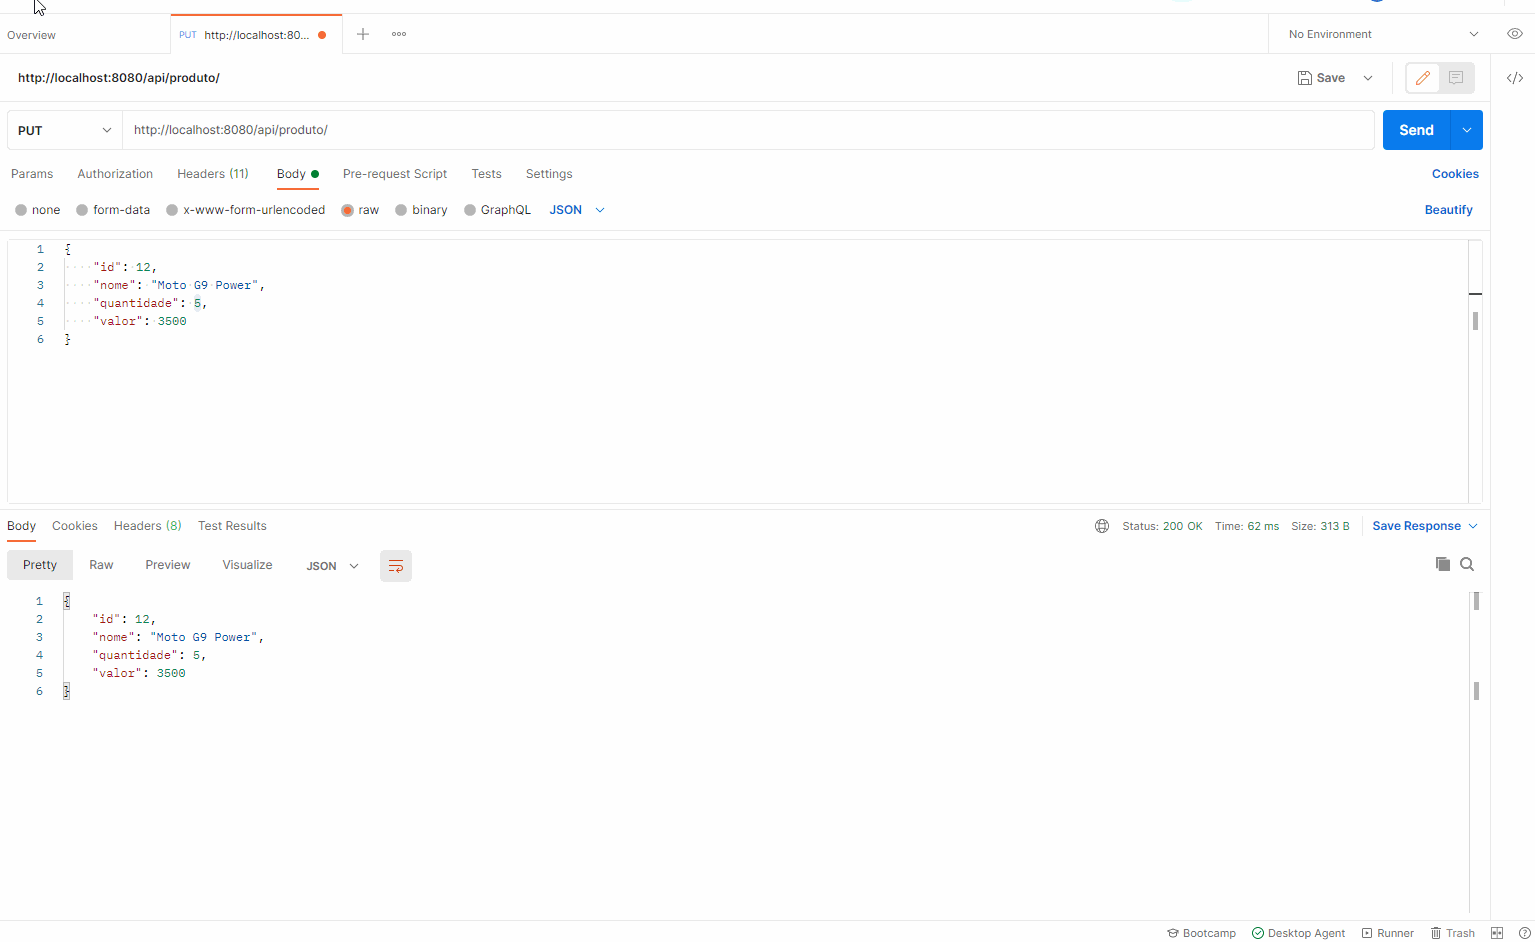 Overview
PUT http://localhost:80...
No Environment
http://localhost:8080/api/produto/
Save
PUT
http://localhost:8080/api/produto/
Send
Params Authorization Headers (11) Body Pre-request Script Tests Settings Cookies
none form-data x-www-form-urlencoded raw binary GraphQL JSON Beautify
1 {
2 "id": 12,
3 "nome": "Moto G9 Power",
4 "quantidade": 5,
5 "valor": 3500
6 }
Body Cookies Headers (8) Test Results Status: 200 OK Time: 62 ms Size: 313 B Save Response
Pretty Raw Preview Visualize JSON
1 {
2 "id": 12,
3 "nome": "Moto G9 Power",
4 "quantidade": 5,
5 "valor": 3500
6 }
Bootcamp Desktop Agent Runner Trash